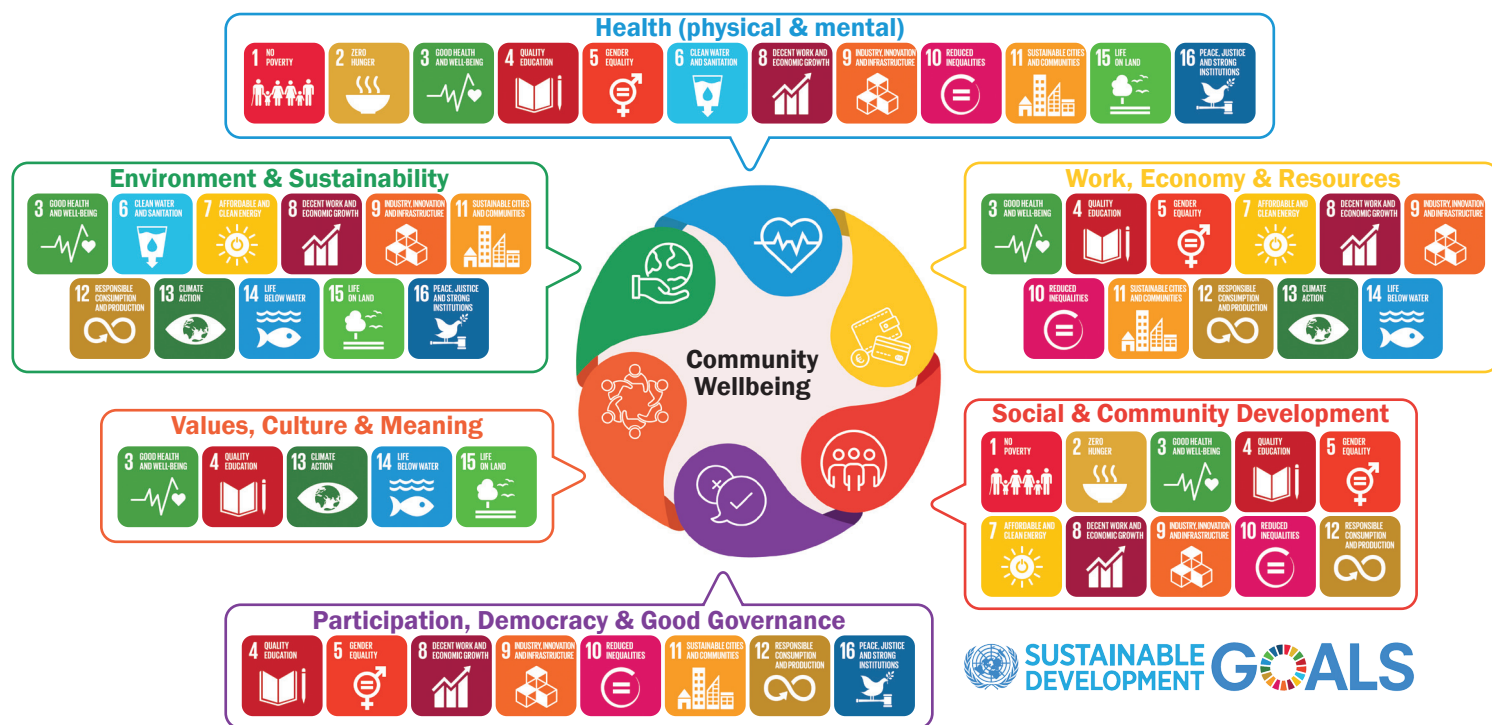 Health (physical & mental)
1 NO
POVERTY
2 ZERO
HUNGER
3 GOOD HEALTH
AND WELL-BEING
4 QUALITY
EDUCATION
5 GENDER
EQUALITY
6 CLEAN WATER
AND SANITATION
8 DECENT WORK AND
ECONOMIC GROWTH
9 INDUSTRY, INNOVATION
AND INFRASTRUCTURE
10 REDUCED
INEQUALITIES
11 SUSTAINABLE CITIES
AND COMMUNITIES
15 LIFE
ON LAND
16 PEACE, JUSTICE
AND STRONG
INSTITUTIONS
Environment & Sustainability
3 GOOD HEALTH
AND WELL-BEING
6 CLEAN WATER
AND SANITATION
7 AFFORDABLE AND
CLEAN ENERGY
8 DECENT WORK AND
ECONOMIC GROWTH
9 INDUSTRY, INNOVATION
AND INFRASTRUCTURE
11 SUSTAINABLE CITIES
AND COMMUNITIES
12 RESPONSIBLE
CONSUMPTION
AND PRODUCTION
13 CLIMATE
ACTION
14 LIFE
BELOW WATER
15 LIFE
ON LAND
16 PEACE, JUSTICE
AND STRONG
INSTITUTIONS
Work, Economy & Resources
3 GOOD HEALTH
AND WELL-BEING
4 QUALITY
EDUCATION
5 GENDER
EQUALITY
7 AFFORDABLE AND
CLEAN ENERGY
8 DECENT WORK AND
ECONOMIC GROWTH
9 INDUSTRY, INNOVATION
AND INFRASTRUCTURE
10 REDUCED
INEQUALITIES
11 SUSTAINABLE CITIES
AND COMMUNITIES
12 RESPONSIBLE
CONSUMPTION
AND PRODUCTION
13 CLIMATE
ACTION
14 LIFE
BELOW WATER
€
Community
Wellbeing
Values, Culture & Meaning
3 GOOD HEALTH
AND WELL-BEING
4 QUALITY
EDUCATION
13 CLIMATE
ACTION
14 LIFE
BELOW WATER
15 LIFE
ON LAND
Social & Community Development
1 NO
POVERTY
2 ZERO
HUNGER
3 GOOD HEALTH
AND WELL-BEING
4 QUALITY
EDUCATION
5 GENDER
EQUALITY
7 AFFORDABLE AND
CLEAN ENERGY
8 DECENT WORK AND
ECONOMIC GROWTH
9 INDUSTRY, INNOVATION
AND INFRASTRUCTURE
10 REDUCED
INEQUALITIES
12 RESPONSIBLE
CONSUMPTION
AND PRODUCTION
Participation, Democracy & Good Governance
4 QUALITY
EDUCATION
5 GENDER
EQUALITY
8 DECENT WORK AND
ECONOMIC GROWTH
9 INDUSTRY, INNOVATION
AND INFRASTRUCTURE
10 REDUCED
INEQUALITIES
11 SUSTAINABLE CITIES
AND COMMUNITIES
12 RESPONSIBLE
CONSUMPTION
AND PRODUCTION
16 PEACE, JUSTICE
AND STRONG
INSTITUTIONS
SUSTAINABLE
DEVELOPMENT
GOALS